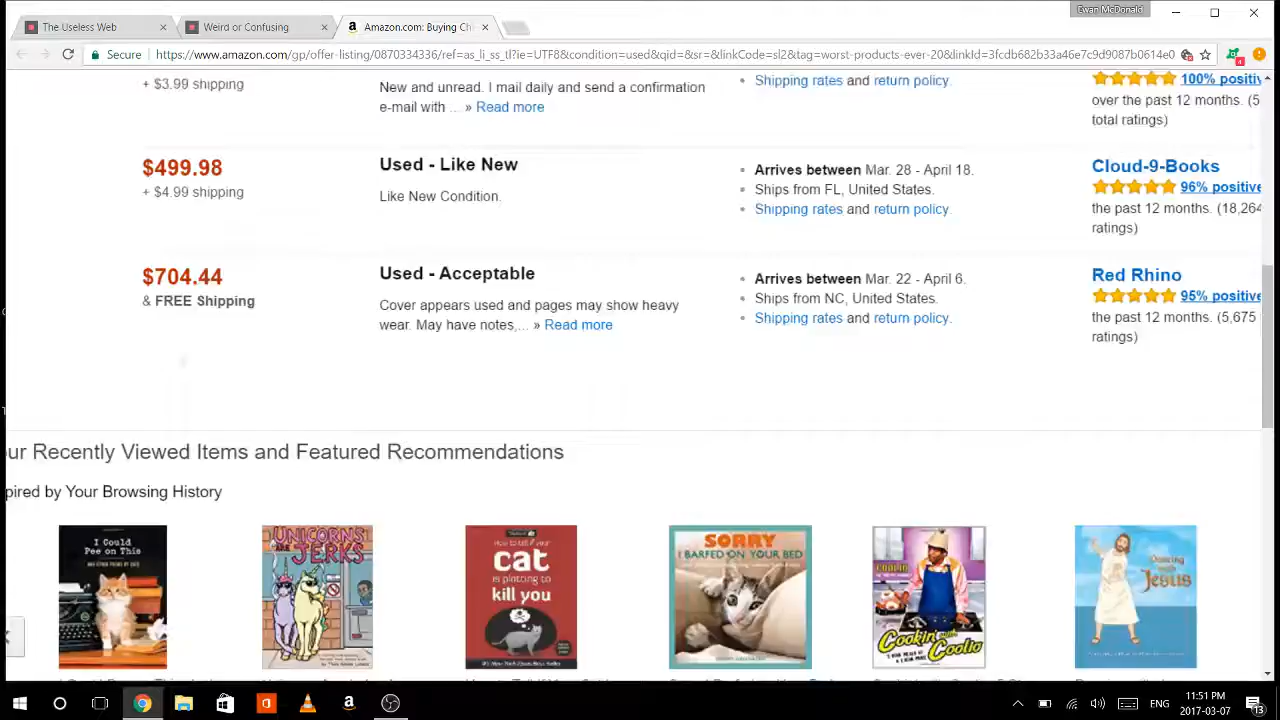 Ewan McDonald
The Useless Web
Weird or Confusing
Amazon.com: Buying Ch
Secure
https://www.amazon.com/gp/offer-listing/0870334336/ref=as_li_ss_tl?ie=UTF8&condition=used&qid=&sr=&linkCode=sl2&tag=worst-products-ever-20&linkId=3fcdb682b33a46e7c9d9087b0614e0
+ $3.99 shipping
New and unread. I mail daily and send a confirmation
e-mail with ... » Read more
Shipping rates and return policy.
100% positiv
over the past 12 months. (5
total ratings)
$499.98
+ $4.99 shipping
Used - Like New
Like New Condition.
Arrives between Mar. 28 - April 18.
Ships from FL, United States.
Shipping rates and return policy.
Cloud-9-Books
96% positive
the past 12 months. (18,264
ratings)
$704.44
& FREE Shipping
Used - Acceptable
Cover appears used and pages may show heavy
wear. May have notes,... » Read more
Arrives between Mar. 22 - April 6.
Ships from NC, United States.
Shipping rates and return policy.
Red Rhino
95% positive
the past 12 months. (5,675
ratings)
ur Recently Viewed Items and Featured Recommendations
pired by Your Browsing History
I Could
Pee on This
AND OTHER POEMS BY CATS
UNICORNS
ARE JERKS
How to tell if your
cat
is plotting to
kill you
SORRY
I BARFED ON YOUR BED
Coolio
Cookin' with
Coolio
Dancing
with
Jesus
ENG
11:51 PM
2017-03-07
13